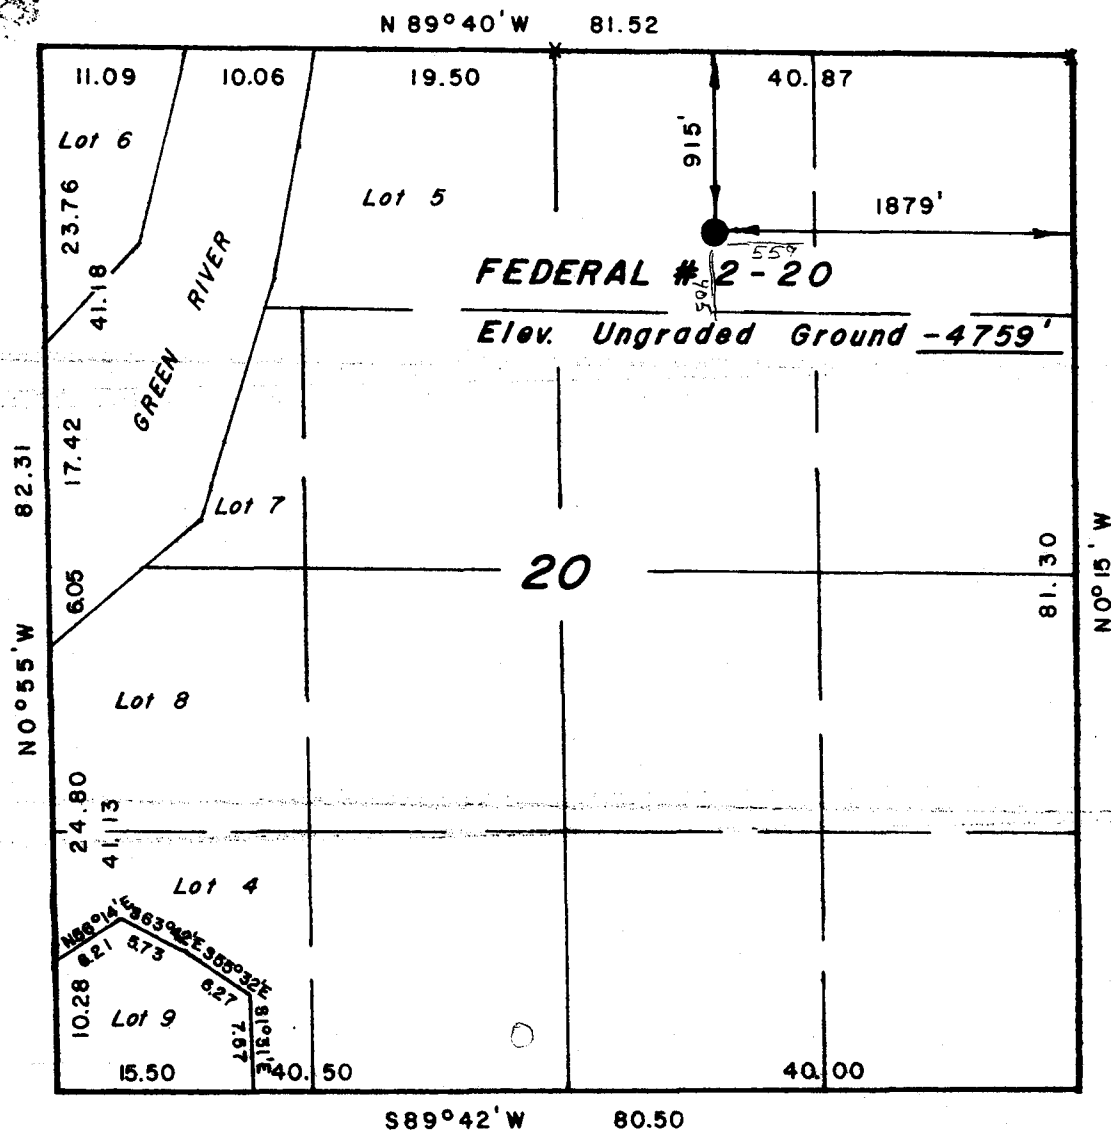 N 89°40'W 81.52
11.09 10.06 19.50 40.87
Lot 6
915'
23.76
Lot 5
1879'
559
RIVER
FEDERAL # 2-20
41.18
405
Elev. Ungraded Ground -4759'
GREEN
17.42
82.31
Lot 7
20
81.30
N0°15'W
6.05
N0°55'W
Lot 8
24.80
41.13
Lot 4
N56°14'E
S63°42'E
S55°32'E
6.21
5.73
6.27
10.28
Lot 9
S1°31'E
7.67
15.50 40.50 40.00
S89°42'W 80.50